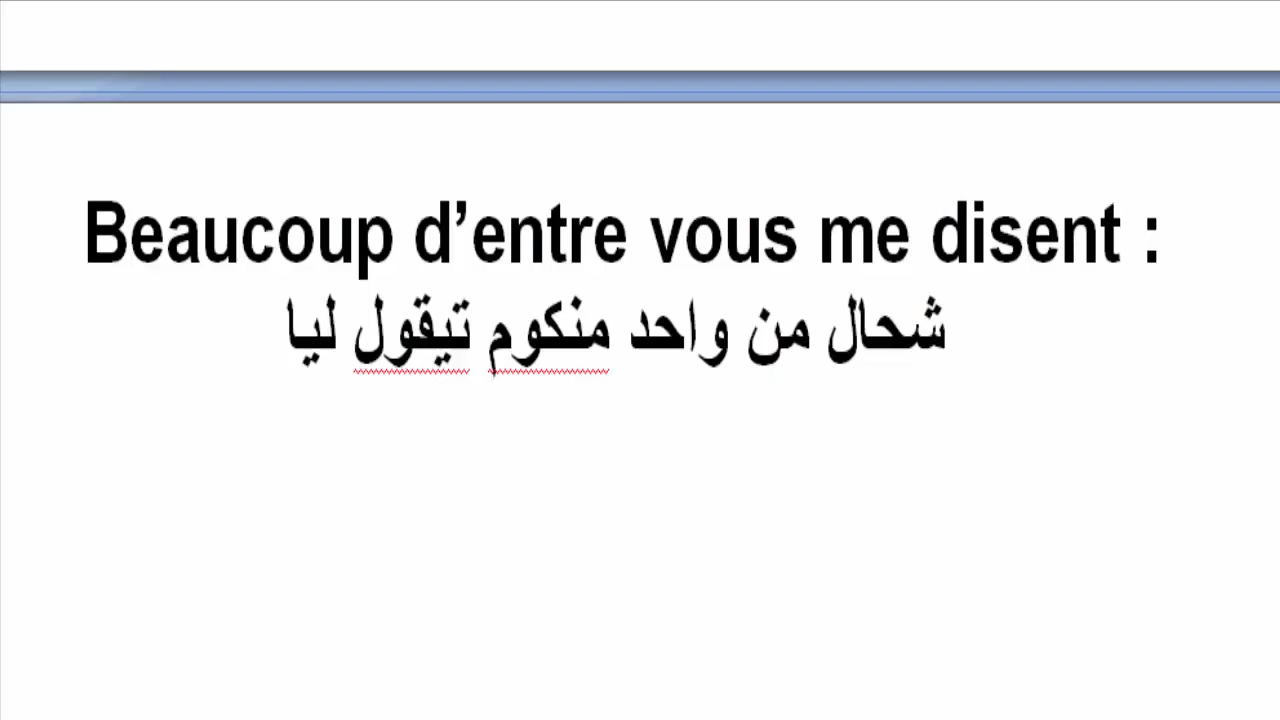 Beaucoup d’entre vous me disent :
شحال من واحد منكوم تيقول ليا